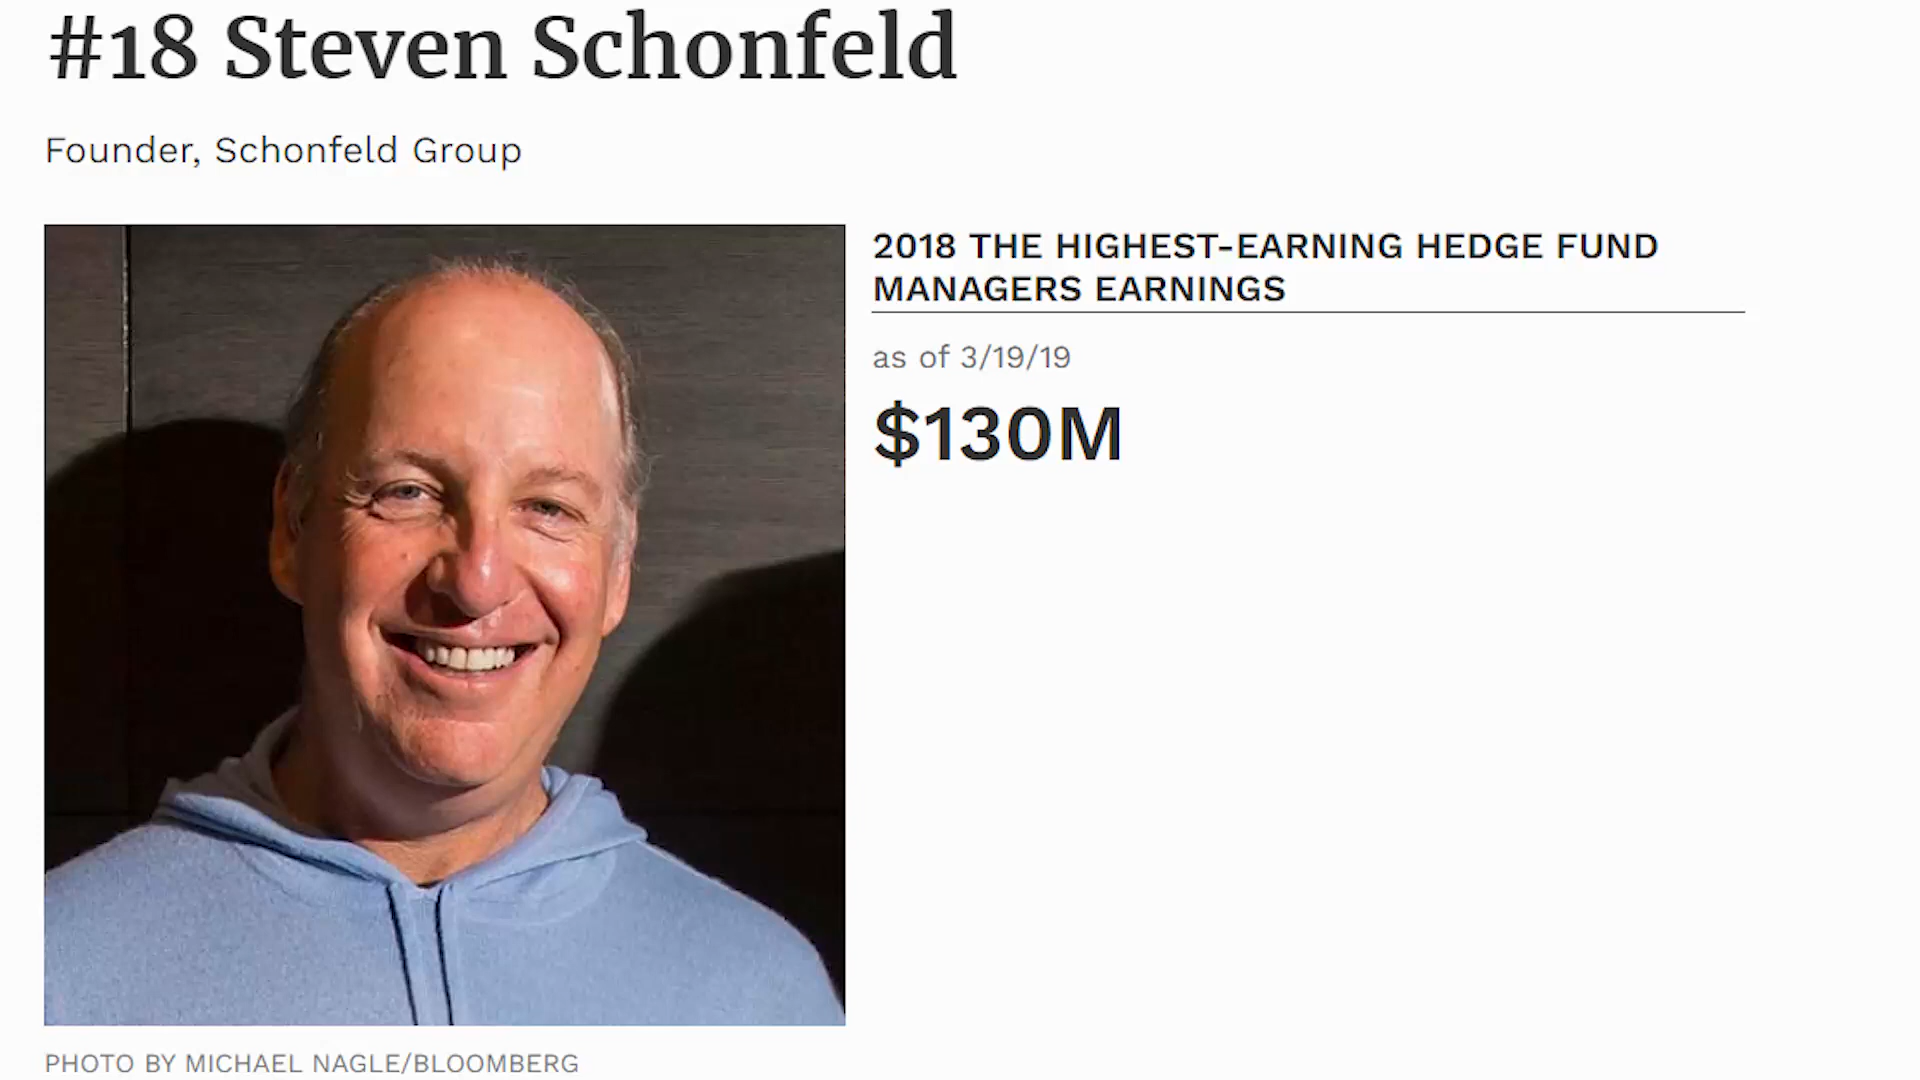 #18 Steven Schonfeld
Founder, Schonfeld Group
2018 THE HIGHEST-EARNING HEDGE FUND
MANAGERS EARNINGS
as of 3/19/19
$130M
PHOTO BY MICHAEL NAGLE/BLOOMBERG